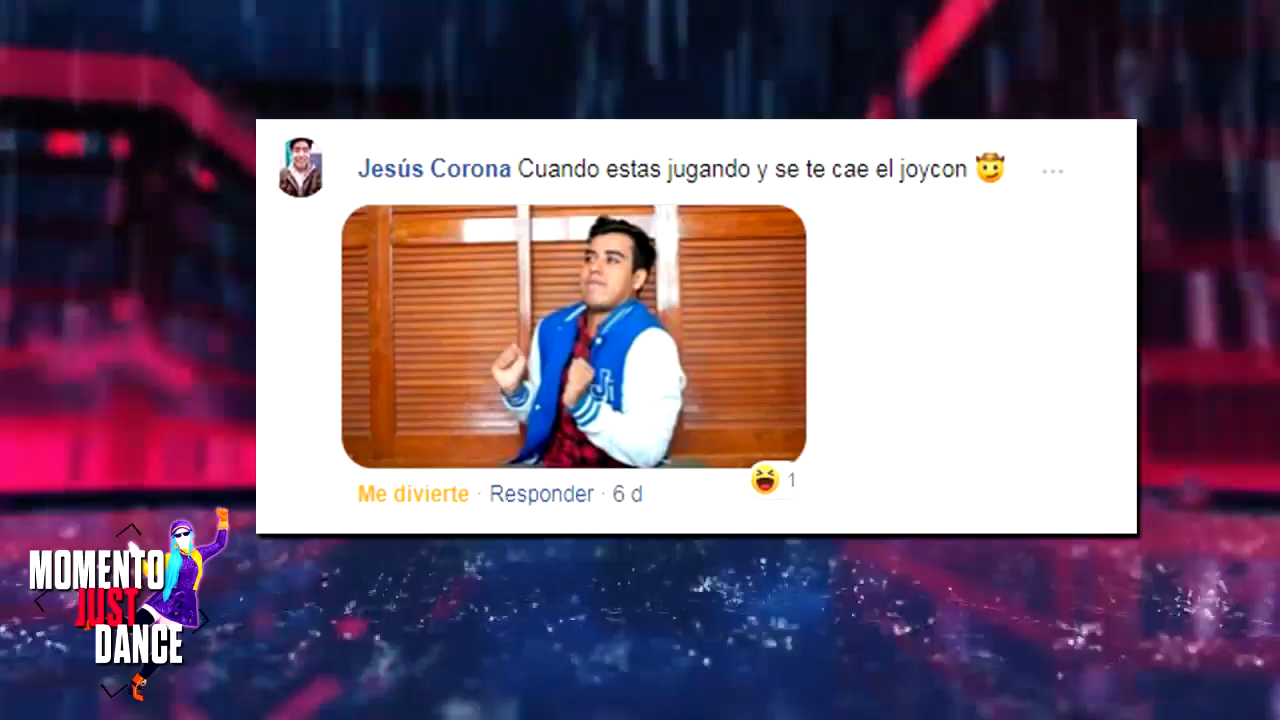 Jesús Corona Cuando estas jugando y se te cae el joycon 🤠
Me divierte · Responder · 6 d
1
MOMENTO
JUST
DANCE